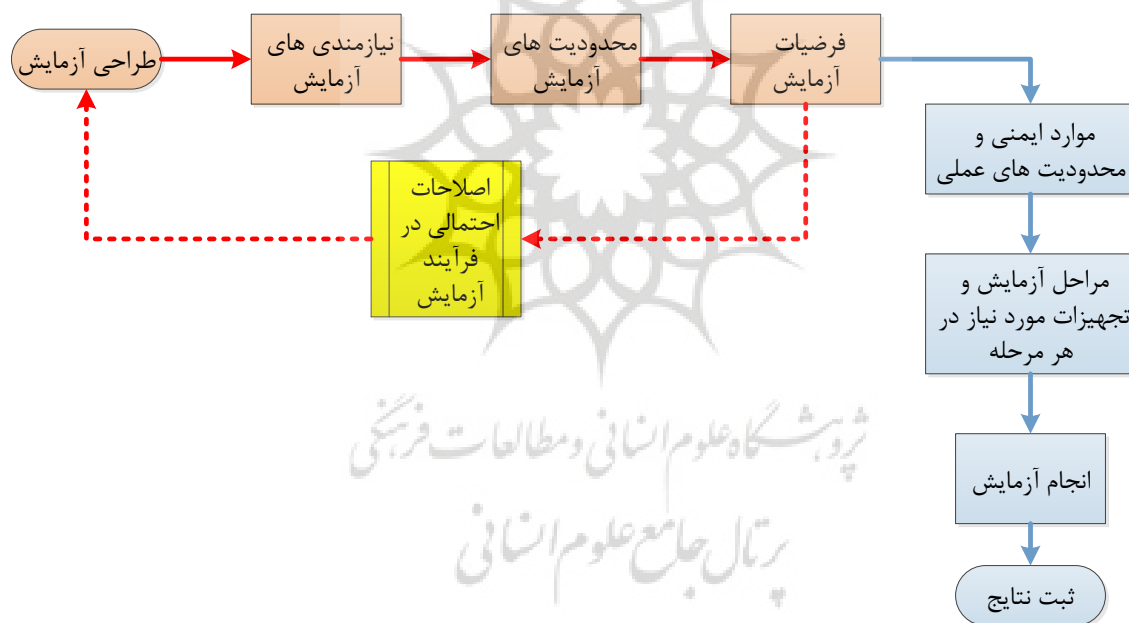 طراحی آزمایش
نیازمندی های
آزمایش
محدودیت های
آزمایش
فرضیات
آزمایش
موارد ایمنی و
محدودیت های عملی
اصلاحات
احتمالی در
فرآیند
آزمایش
مراحل آزمایش و
تجهیزات مورد نیاز در
هر مرحله
انجام آزمایش
ثبت نتایج
پژوهشگاه علوم انسانی و مطالعات فرهنگی
پرتال جامع علوم انسانی